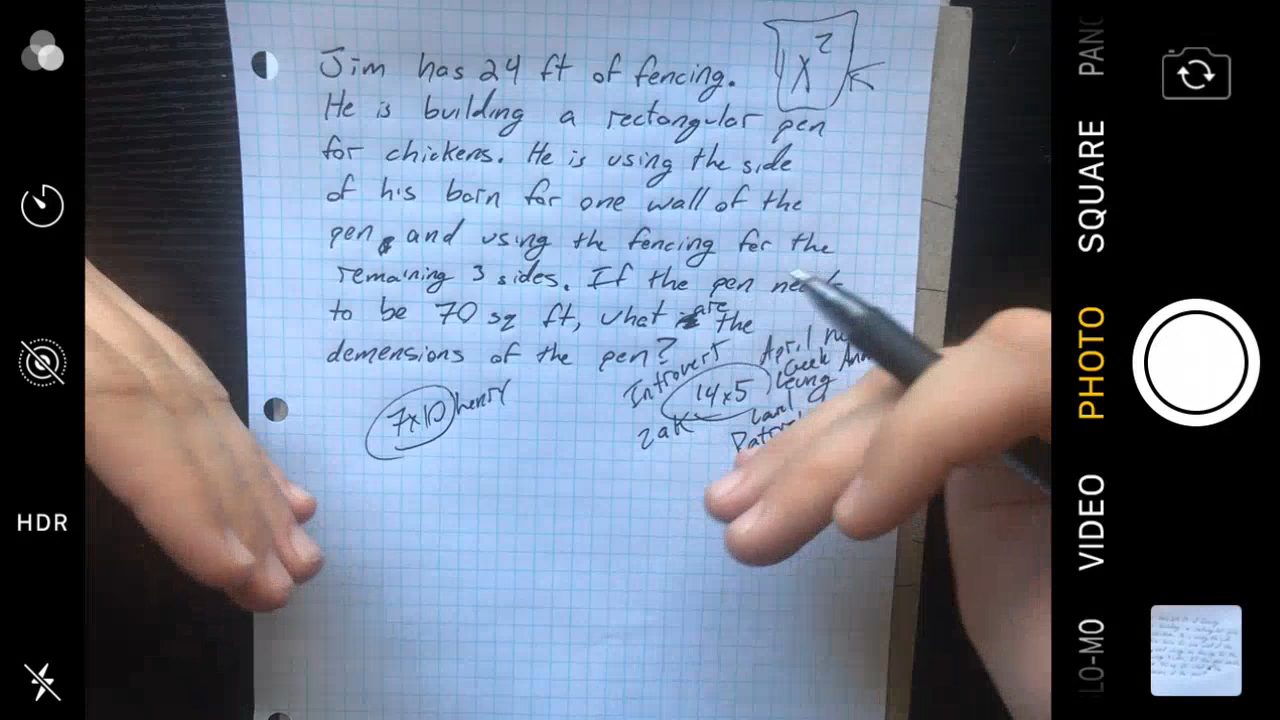 Jim has 24 ft of fencing.
He is building a rectangular pen
for chickens. He is using the side
of his barn for one wall of the
pen, and using the fencing for the
remaining 3 sides. If the pen
to be 70 sq ft, what are the
demensions of the pen?
x²
7x10 henry
Introvert
14x5
Zak
April
Geek Ann
Leung
HDR
LO-MO
VIDEO
PHOTO
SQUARE
PANO